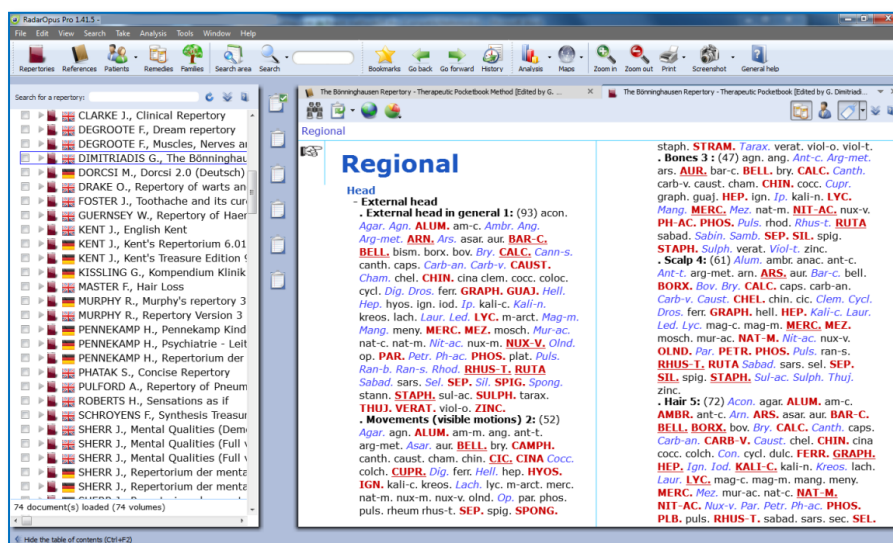 RadarOpus Pro 1.41.5 -
File Edit View Search Take Analysis Tools Window Help
Repertories References Patients Remedies Families Search area Search Bookmarks Go back Go forward History Analysis Maps Zoom in Zoom out Print Screenshot General help
Search for a repertory:
CLARKE J., Clinical Repertory
DEGROOTE F., Dream repertory
DEGROOTE F., Muscles, Nerves an
DIMITRIADIS G., The Bönninghau
DORCSI M., Dorcsi 2.0 (Deutsch)
DRAKE O., Repertory of warts an
FOSTER J., Toothache and its cur
GUERNSEY W., Repertory of Haer
KENT J., English Kent
KENT J., Kent's Repertorium 6.01
KENT J., Kent's Treasure Edition
KISSLING G., Kompendium Klinik
MASTER F., Hair Loss
MURPHY R., Murphy's repertory 3
MURPHY R., Repertory Version 3
PENNEKAMP H., Pennekamp Kind
PENNEKAMP H., Psychiatrie - Leit
PENNEKAMP H., Repertorium der
PHATAK S., Concise Repertory
PULFORD A., Repertory of Pneum
ROBERTS H., Sensations as if
SCHROYENS F., Synthesis Treasur
SHERR J., Mental Qualities (Dem
SHERR J., Mental Qualities (Full v
SHERR J., Mental Qualities (Full v
SHERR J., Repertorium der menta
SHERR J., Repertorium der menta
74 document(s) loaded (74 volumes)
Hide the table of contents (Ctrl+F2)
The Bönninghausen Repertory - Therapeutic Pocketbook Method [Edited by G. ...
The Bönninghausen Repertory - Therapeutic Pocketbook [Edited by G. Dimitriadi...
Regional
Regional
Head
- External head
. External head in general 1: (93) acon.
Agar. Agn. ALUM. am-c. Ambr. Ang.
Arg-met. ARN. Ars. asar. aur. BAR-C.
BELL. bism. borx. bov. Bry. CALC. Cann-s.
canth. caps. Carb-an. Carb-v. CAUST.
Cham. chel. CHIN. cina clem. cocc. coloc.
cycl. Dig. Dros. ferr. GRAPH. GUAJ. Hell.
Hep. hyos. ign. iod. Ip. kali-c. Kali-n.
kreos. lach. Laur. Led. LYC. m-arct. Mag-m.
Mang. meny. MERC. MEZ. mosch. Mur-ac.
nat-c. nat-m. Nit-ac. nux-m. NUX-V. Olnd.
op. PAR. Petr. Ph-ac. PHOS. plat. Puls.
Ran-b. Ran-s. Rhod. RHUS-T. RUTA
Sabad. sars. Sel. SEP. Sil. SPIG. Spong.
stann. STAPH. sul-ac. SULPH. tarax.
THUJ. VERAT. viol-o. ZINC.
. Movements (visible motions) 2: (52)
Agar. agn. ALUM. am-m. ang. ant-t.
arg-met. Asar. aur. BELL. bry. CAMPH.
canth. caust. cham. chin. CIC. CINA Cocc.
colch. CUPR. Dig. ferr. Hell. hep. HYOS.
IGN. kali-c. kreos. Lach. lyc. m-arct. merc.
nat-m. nux-m. nux-v. olnd. Op. par. phos.
puls. rheum rhus-t. SEP. spig. SPONG.
staph. STRAM. Tarax. verat. viol-o. viol-t.
. Bones 3 : (47) agn. ang. Ant-c. Arg-met.
ars. AUR. bar-c. BELL. bry. CALC. Canth.
carb-v. caust. cham. CHIN. cocc. Cupr.
graph. guaj. HEP. ign. Ip. kali-n. LYC.
Mang. MERC. Mez. nat-m. NIT-AC. nux-v.
PH-AC. PHOS. Puls. rhod. Rhus-t. RUTA
sabad. Sabin. Samb. SEP. SIL. spig.
STAPH. Sulph. verat. Viol-t. zinc.
. Scalp 4: (61) Alum. ambr. anac. ant-c.
Ant-t. arg-met. arn. ARS. aur. Bar-c. bell.
BORX. Bov. Bry. CALC. caps. carb-an.
Carb-v. Caust. CHEL. chin. cic. Clem. Cycl.
Dros. ferr. GRAPH. hell. HEP. Kali-c. Laur.
Led. Lyc. mag-c. mag-m. MERC. MEZ.
mosch. mur-ac. NAT-M. Nit-ac. nux-v.
OLND. Par. PETR. PHOS. Puls. ran-s.
RHUS-T. RUTA Sabad. sars. sel. SEP.
SIL. spig. STAPH. Sul-ac. Sulph. Thuj.
zinc.
. Hair 5: (72) Acon. agar. ALUM. am-c.
AMBR. ant-c. Arn. ARS. asar. aur. BAR-C.
BELL. BORX. bov. Bry. CALC. Canth. caps.
Carb-an. CARB-V. Caust. chel. CHIN. cina
cocc. colch. Con. cycl. dulc. FERR. GRAPH.
HEP. Ign. Iod. KALI-C. kali-n. Kreos. lach.
Laur. LYC. mag-c. mag-m. mang. meny.
MERC. Mez. mur-ac. nat-c. NAT-M.
NIT-AC. Nux-v. Par. Petr. Ph-ac. PHOS.
PLB. puls. RHUS-T. sabad. sars. sec. SEL.